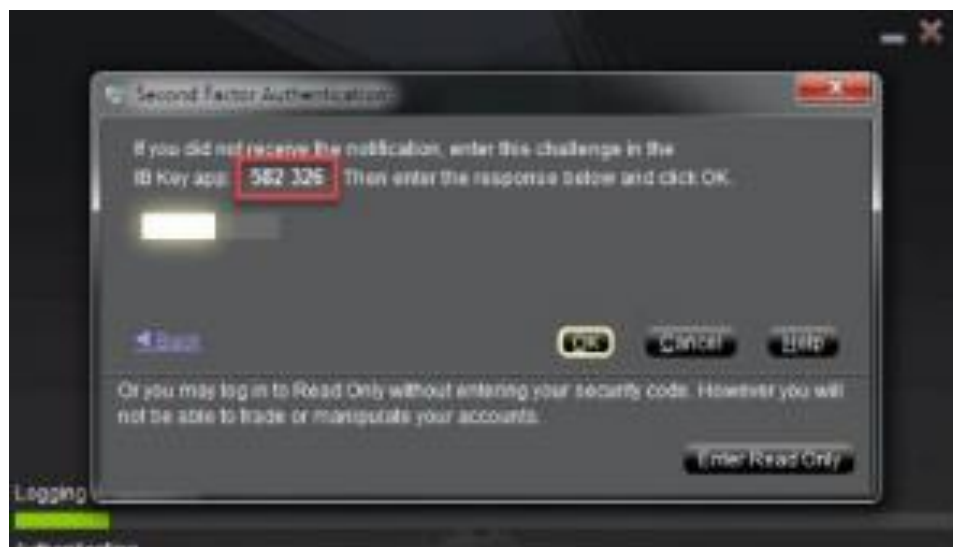 Second Factor Authentication
If you did not receive the notification, enter this challenge in the
IB Key app: 582 326 Then enter the response below and click OK.
Back
OK Cancel Help
Or you may log in to Read Only without entering your security code. However you will
not be able to trade or manipulate your accounts.
Enter Read Only
Logging